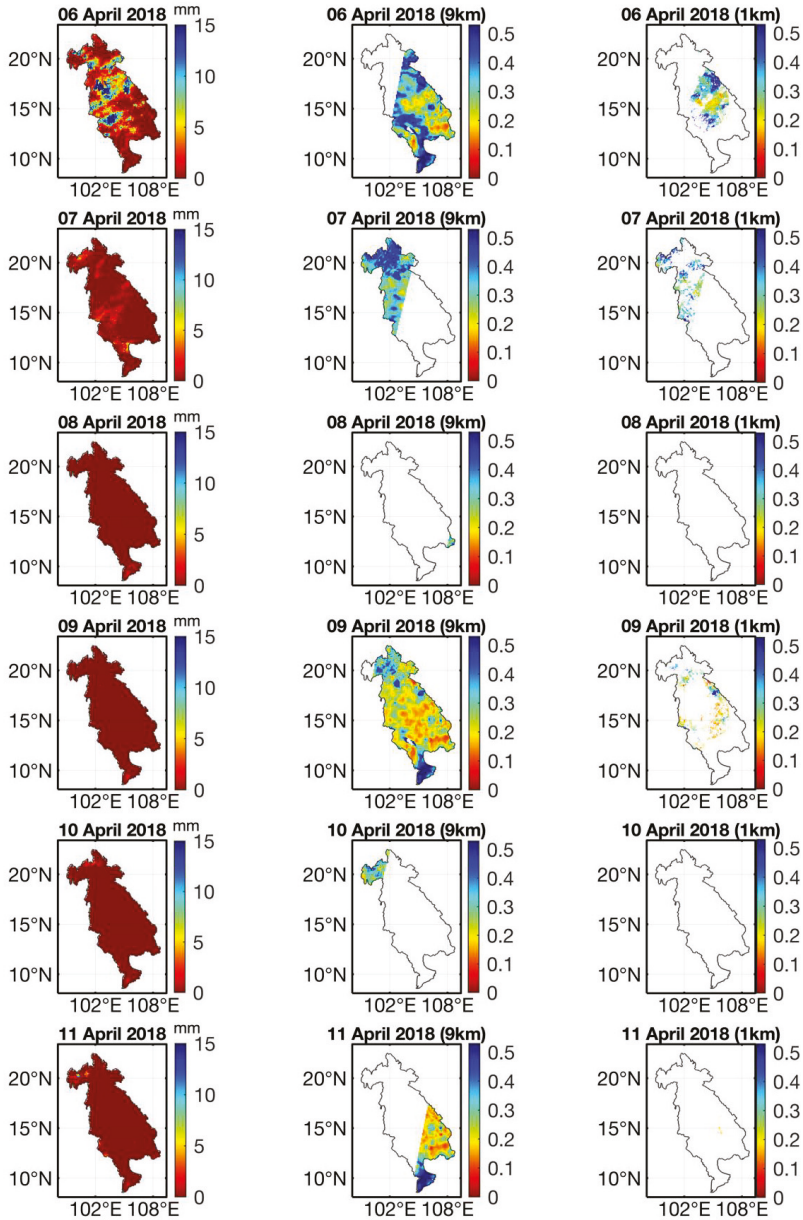 06 April 2018 mm 06 April 2018 (9km) 06 April 2018 (1km)
15 0.5 0.5
20°N 20°N 20°N
0.4 0.4
10 0.3 0.3
15°N 15°N 15°N
5 0.2 0.2
10°N 10°N 0.1 10°N 0.1
0 0 0
102°E 108°E 102°E 108°E 102°E 108°E
07 April 2018 mm 07 April 2018 (9km) 07 April 2018 (1km)
15 0.5 0.5
20°N 20°N 20°N
0.4 0.4
10 0.3 0.3
15°N 15°N 15°N
5 0.2 0.2
10°N 10°N 0.1 10°N 0.1
0 0 0
102°E 108°E 102°E 108°E 102°E 108°E
08 April 2018 mm 08 April 2018 (9km) 08 April 2018 (1km)
15 0.5 0.5
20°N 20°N 20°N
0.4 0.4
10 0.3 0.3
15°N 15°N 15°N
5 0.2 0.2
10°N 10°N 0.1 10°N 0.1
0 0 0
102°E 108°E 102°E 108°E 102°E 108°E
09 April 2018 mm 09 April 2018 (9km) 09 April 2018 (1km)
15 0.5 0.5
20°N 20°N 20°N
0.4 0.4
10 0.3 0.3
15°N 15°N 15°N
5 0.2 0.2
10°N 10°N 0.1 10°N 0.1
0 0 0
102°E 108°E 102°E 108°E 102°E 108°E
10 April 2018 mm 10 April 2018 (9km) 10 April 2018 (1km)
15 0.5 0.5
20°N 20°N 20°N
0.4 0.4
10 0.3 0.3
15°N 15°N 15°N
5 0.2 0.2
10°N 10°N 0.1 10°N 0.1
0 0 0
102°E 108°E 102°E 108°E 102°E 108°E
11 April 2018 mm 11 April 2018 (9km) 11 April 2018 (1km)
15 0.5 0.5
20°N 20°N 20°N
0.4 0.4
10 0.3 0.3
15°N 15°N 15°N
5 0.2 0.2
10°N 10°N 0.1 10°N 0.1
0 0 0
102°E 108°E 102°E 108°E 102°E 108°E